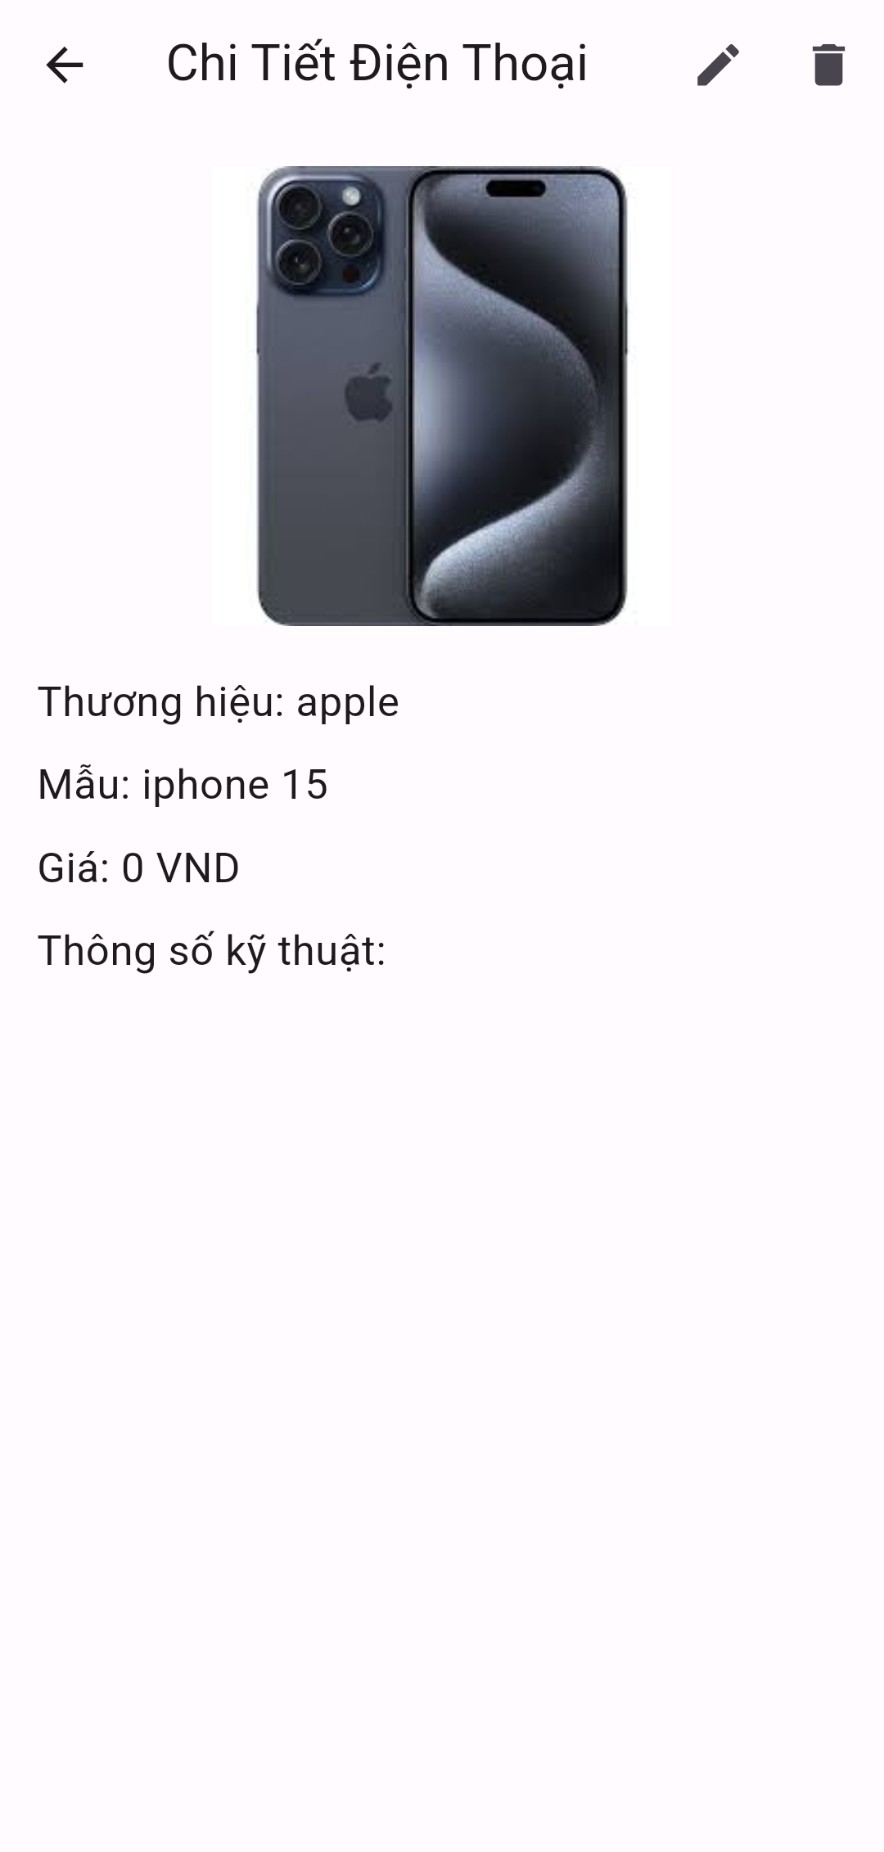 Chi Tiết Điện Thoại
Thương hiệu: apple
Mẫu: iphone 15
Giá: 0 VND
Thông số kỹ thuật: